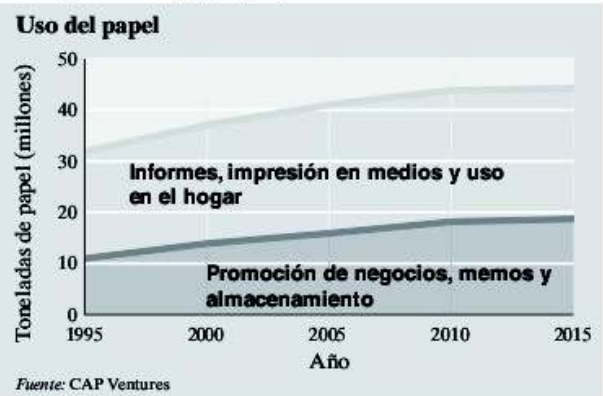 Uso del papel
Toneladas de papel (millones)
50
40
30
20
10
0
Informes, impresión en medios y uso
en el hogar
Promoción de negocios, memos y
almacenamiento
1995 2000 2005 2010 2015
Año
Fuente: CAP Ventures